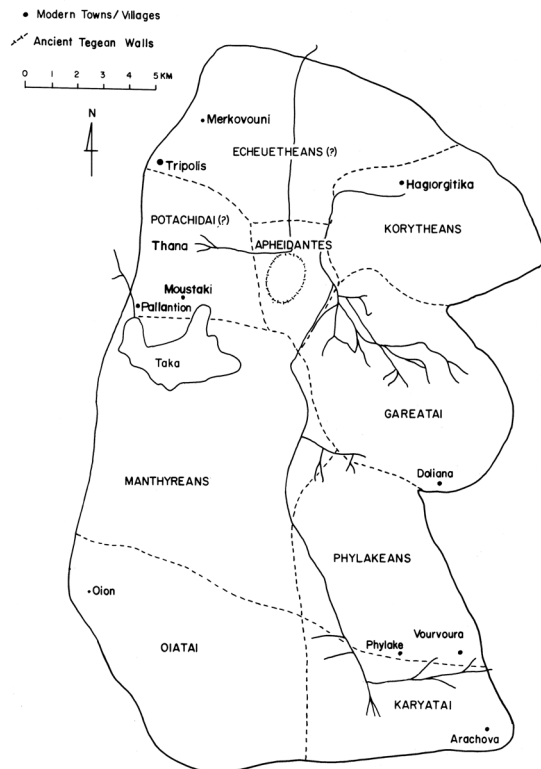 Modern Towns/Villages
Ancient Tegean Walls
0 1 2 3 4 5 KM
N
Merkovouni
ECHEUETHEANS (?)
Tripolis
Hagiorgitika
POTACHIDAI (?)
KORYTHEANS
Thana
APHEIDANTES
Moustaki
Pallantion
Taka
GAREATAI
Doliana
MANTHYREANS
PHYLAKEANS
Oion
OIATAI
Phylake
Vourvoura
KARYATAI
Arachova